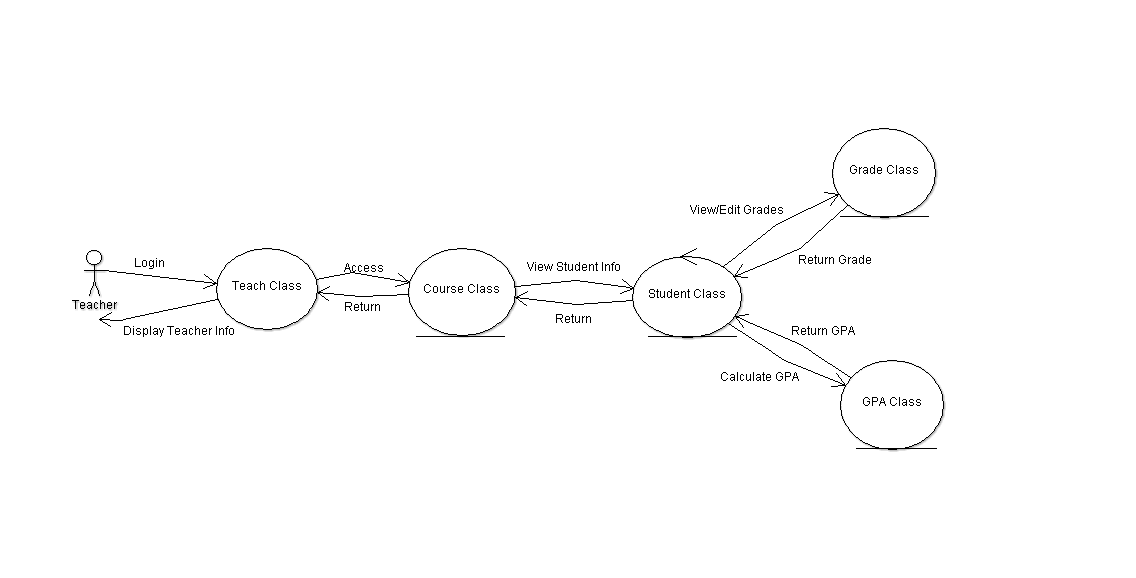 Login
Teacher
Display Teacher Info
Teach Class
Access
Return
Course Class
View Student Info
Return
Student Class
View/Edit Grades
Return Grade
Grade Class
Return GPA
Calculate GPA
GPA Class